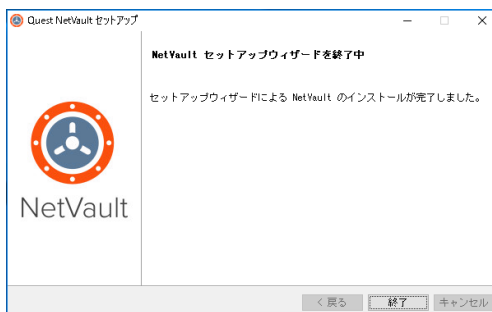 Quest NetVault セットアップ
NetVault セットアップウィザードを終了中
セットアップウィザードによる NetVault のインストールが完了しました。
NetVault
< 戻る
終了
キャンセル